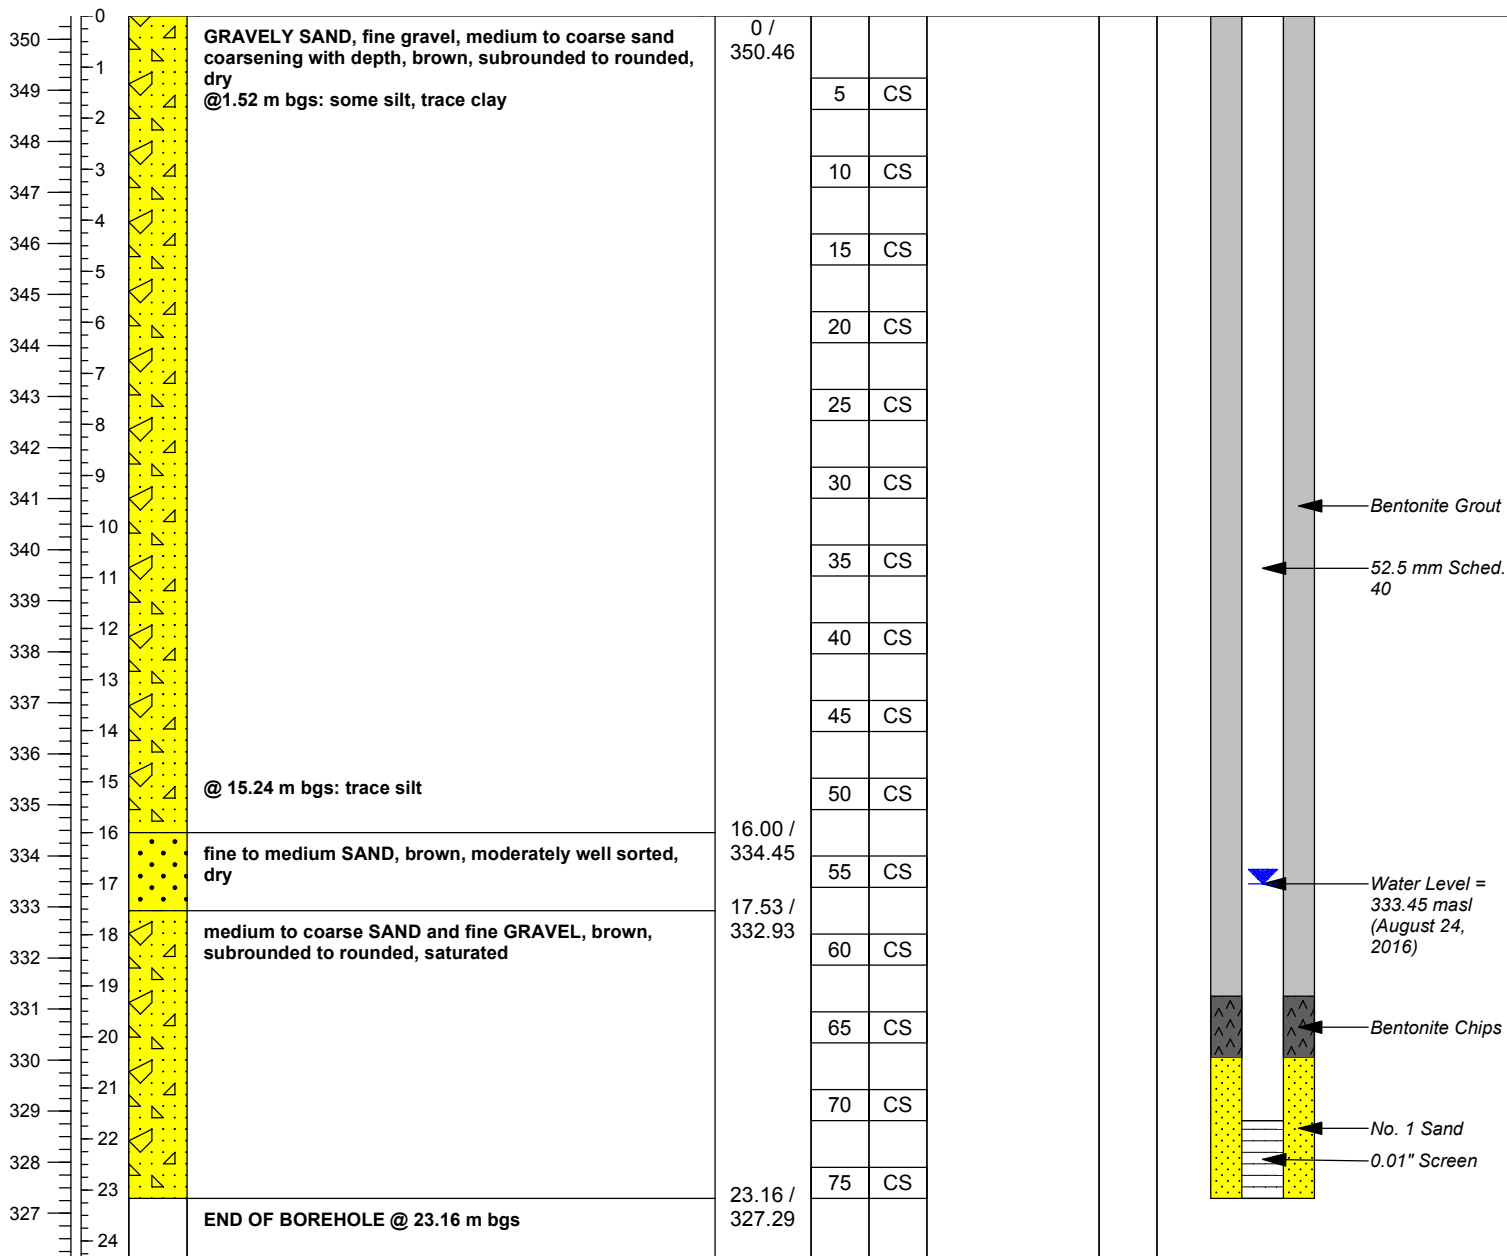 0
350
1
349
2
348
3
347
4
346
5
345
6
344
7
343
8
342
9
341
10
340
11
339
12
338
13
337
14
336
15
335
16
334
17
333
18
332
19
331
20
330
21
329
22
328
23
327
24
GRAVELY SAND, fine gravel, medium to coarse sand
coarsening with depth, brown, subrounded to rounded,
dry
@1.52 m bgs: some silt, trace clay
@ 15.24 m bgs: trace silt
fine to medium SAND, brown, moderately well sorted,
dry
medium to coarse SAND and fine GRAVEL, brown,
subrounded to rounded, saturated
END OF BOREHOLE @ 23.16 m bgs
0 /
350.46
16.00 /
334.45
17.53 /
332.93
23.16 /
327.29
5 CS
10 CS
15 CS
20 CS
25 CS
30 CS
35 CS
40 CS
45 CS
50 CS
55 CS
60 CS
65 CS
70 CS
75 CS
Bentonite Grout
52.5 mm Sched.
40
Water Level =
333.45 masl
(August 24,
2016)
Bentonite Chips
No. 1 Sand
0.01" Screen